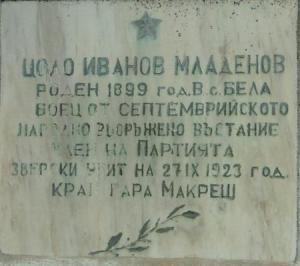 ЦОЛО ИВАНОВ МЛАДЕНОВ
РОДЕН 1899 год. В с. БЕЛА
БОЕЦ ОТ СЕПТЕМВРИЙСКОТО
НАРОДНО ВЪОРЪЖЕНО ВЪСТАНИЕ
ЧЛЕН НА ПАРТИЯТА
ЗВЕРСКИ УБИТ НА 27 IX 1923 год.
КРАЙ ГАРА МАКРЕШ